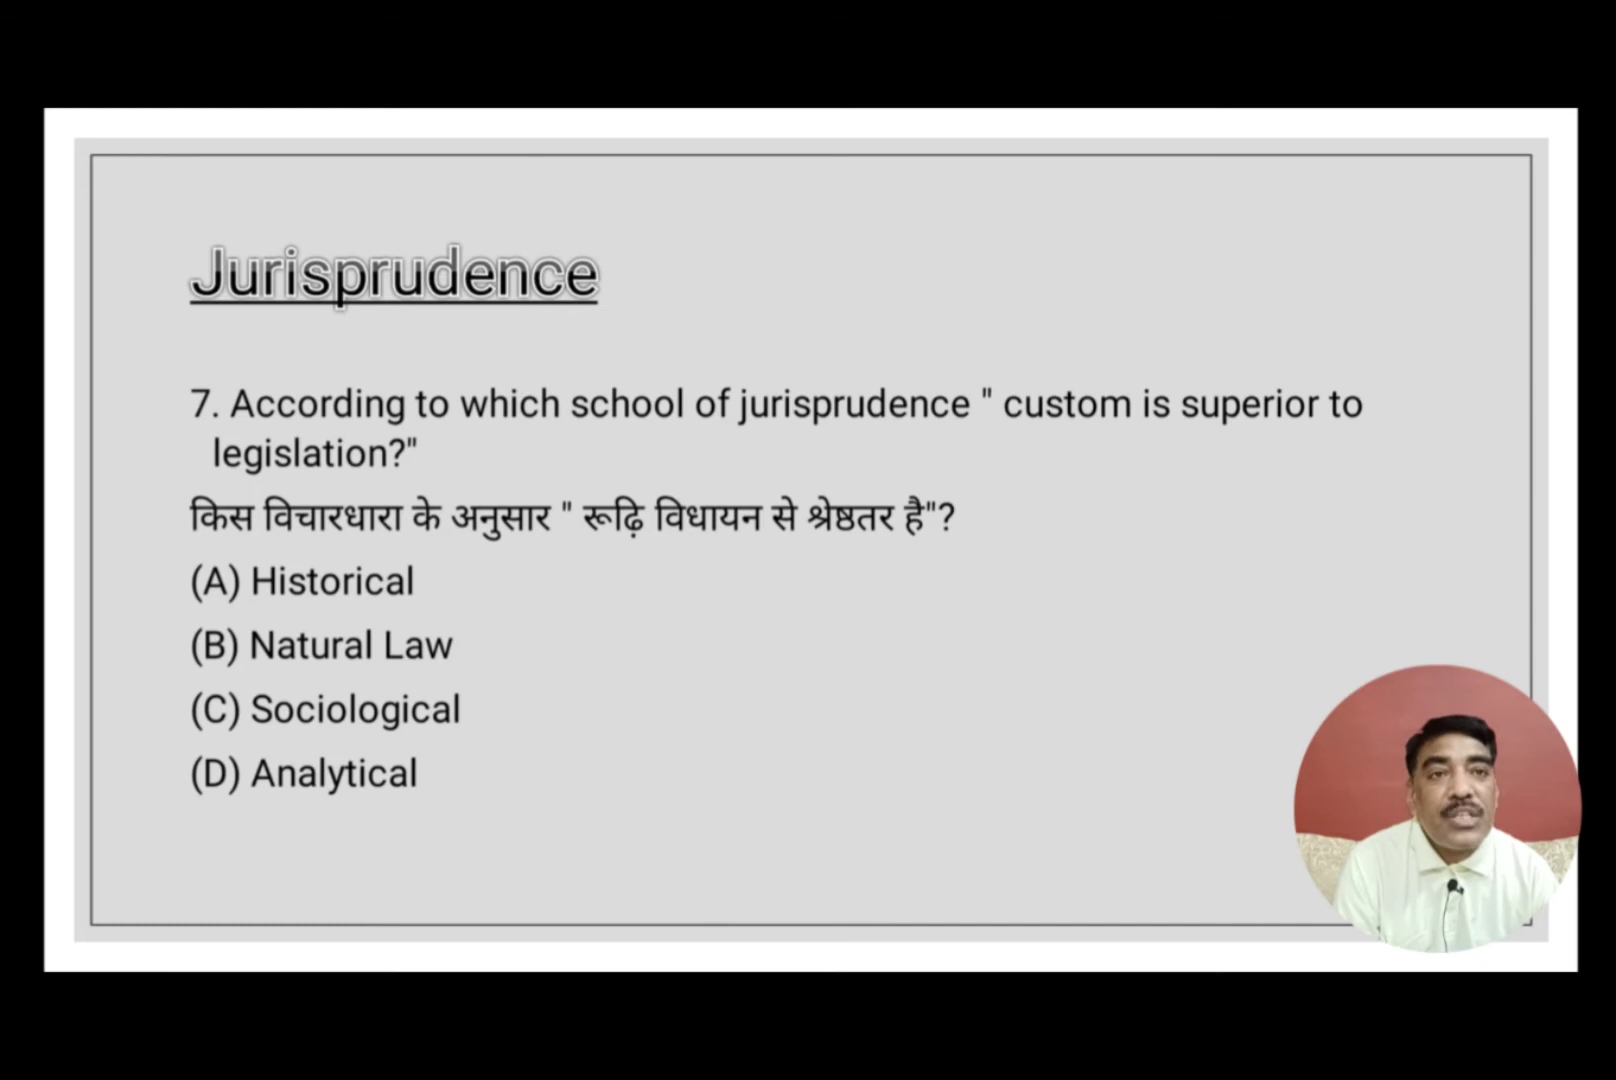 Jurisprudence
7. According to which school of jurisprudence " custom is superior to
legislation?"
किस विचारधारा के अनुसार " रूढ़ि विधायन से श्रेष्ठतर है"?
(A) Historical
(B) Natural Law
(C) Sociological
(D) Analytical